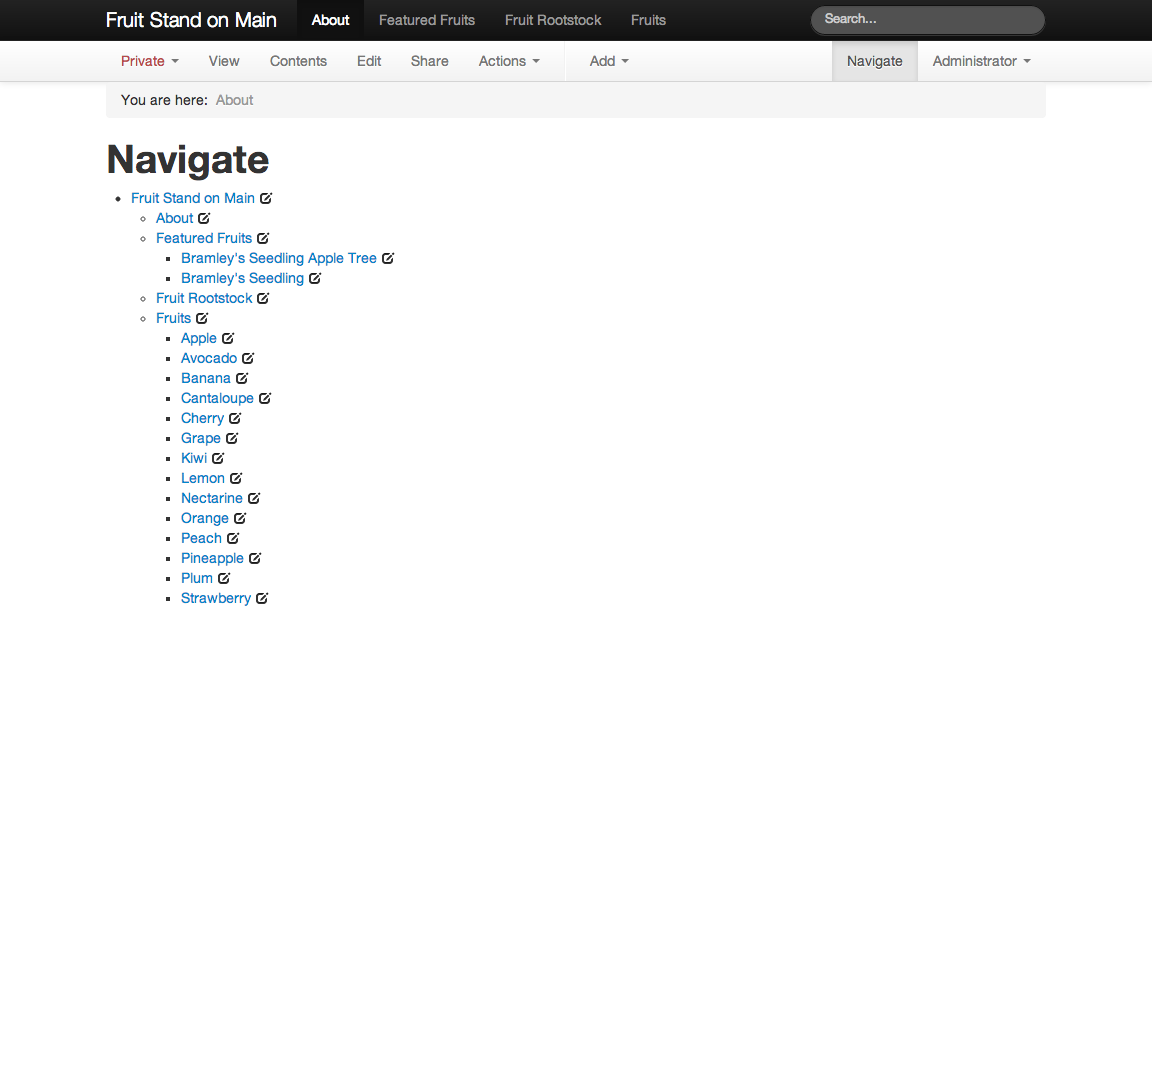 Fruit Stand on Main About Featured Fruits Fruit Rootstock Fruits Search...
Private View Contents Edit Share Actions Add Navigate Administrator
You are here: About
Navigate
Fruit Stand on Main
About
Featured Fruits
Bramley's Seedling Apple Tree
Bramley's Seedling
Fruit Rootstock
Fruits
Apple
Avocado
Banana
Cantaloupe
Cherry
Grape
Kiwi
Lemon
Nectarine
Orange
Peach
Pineapple
Plum
Strawberry